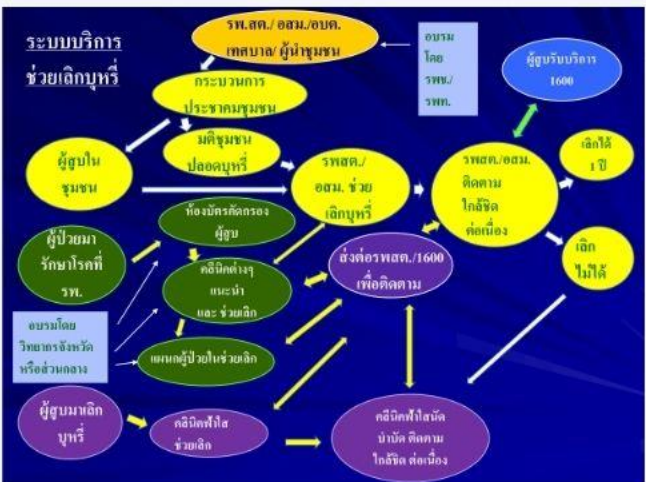 ระบบบริการ
ช่วยเลิกบุหรี่
รพ.สต./ อสม./อบต.
เทศบาล/ ผู้นำชุมชน
อบรม
โดย
รพช./
รพท.
ผู้สูบรับบริการ
1600
กระบวนการ
ประชาคมชุมชน
มติชุมชน
ปลอดบุหรี่
ผู้สูบใน
ชุมชน
รพสต./
อสม. ช่วย
เลิกบุหรี่
รพสต./อสม.
ติดตาม
ใกล้ชิด
ต่อเนื่อง
เลิกได้
1 ปี
เลิก
ไม่ได้
ห้องบัตรคัดกรอง
ผู้สูบ
ผู้ป่วยมา
รักษาโรคที่
รพ.
คลินิกต่างๆ
แนะนำ
และ ช่วยเลิก
ส่งต่อรพสต./1600
เพื่อติดตาม
อบรมโดย
วิทยากรจังหวัด
หรือส่วนกลาง
แผนกผู้ป่วยในช่วยเลิก
ผู้สูบมาเลิก
บุหรี่
คลินิกฟ้าใส
ช่วยเลิก
คลินิกฟ้าใสนัด
บำบัด ติดตาม
ใกล้ชิด ต่อเนื่อง